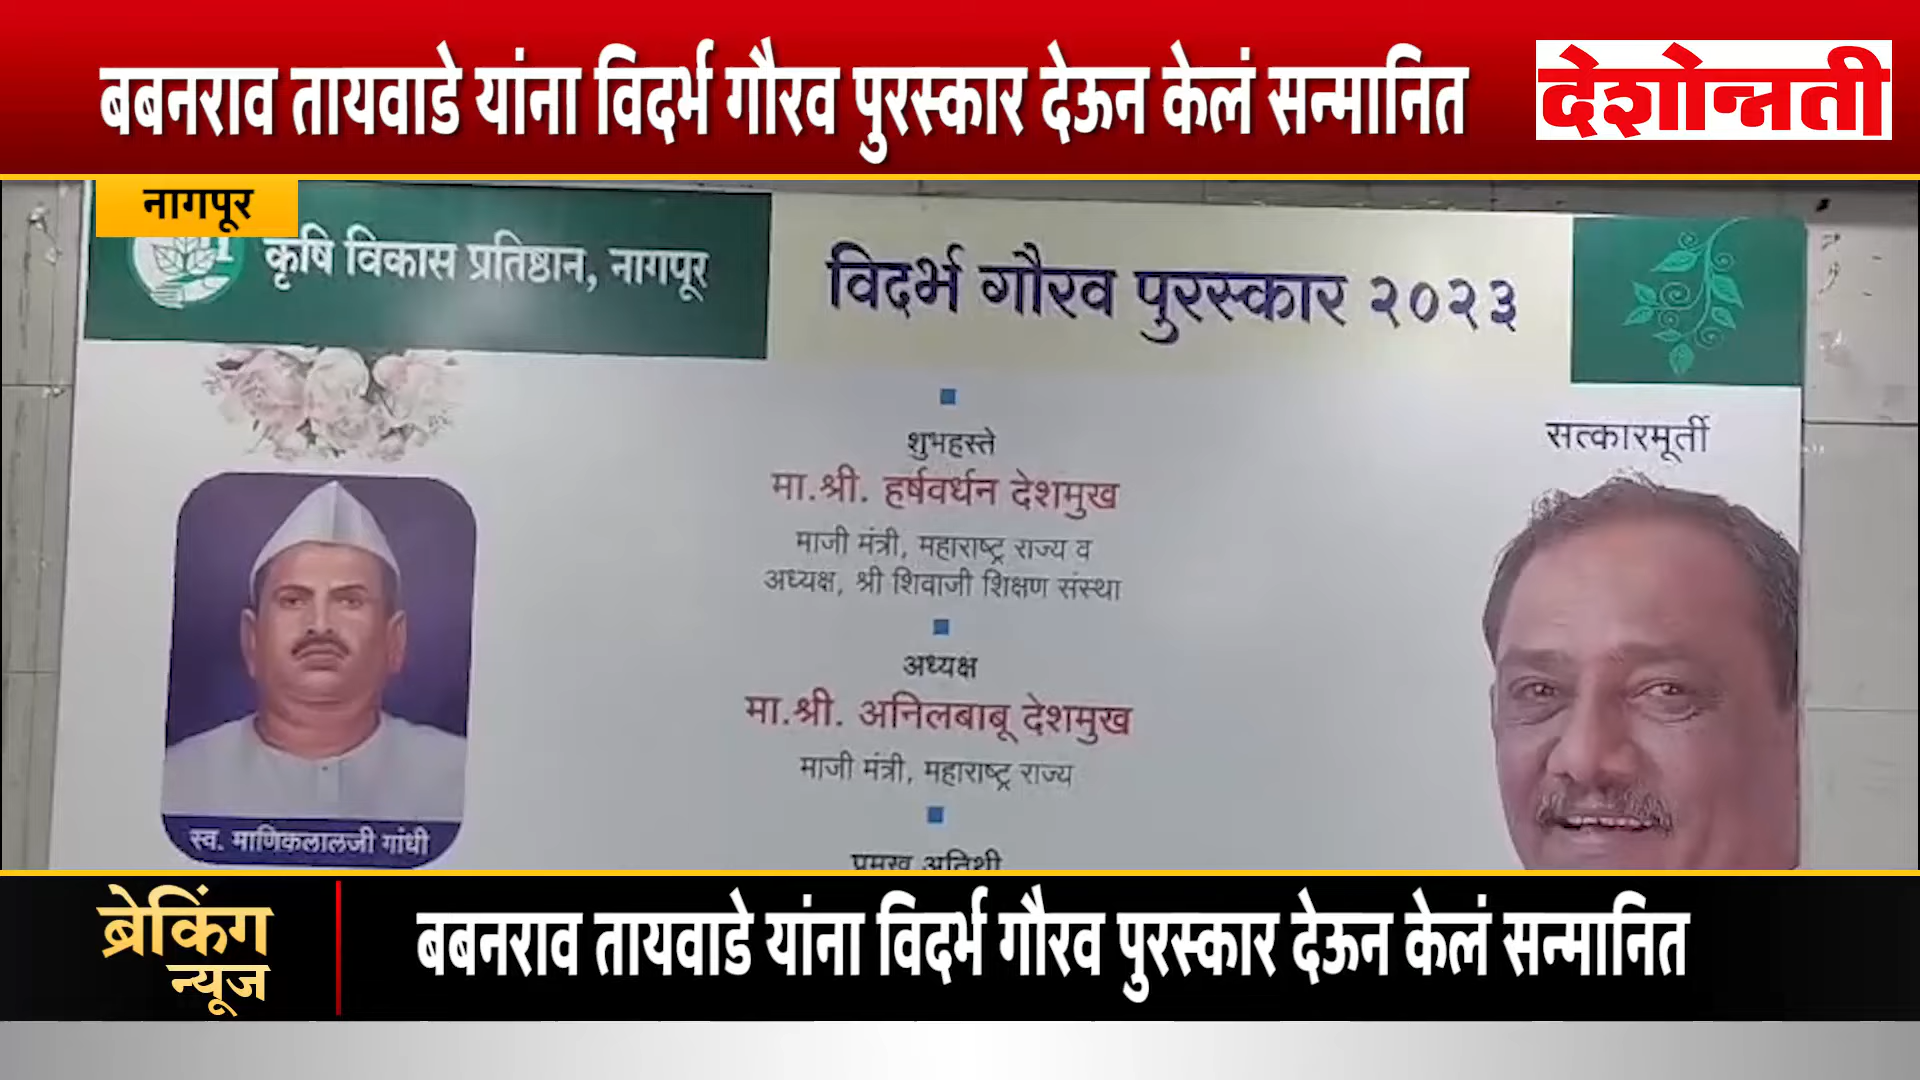 बबनराव तायवाडे यांना विदर्भ गौरव पुरस्कार देऊन केलं सन्मानित
देशोन्नती
नागपूर
कृषि विकास प्रतिष्ठान, नागपूर
विदर्भ गौरव पुरस्कार २०२३
शुभहस्ते
मा.श्री. हर्षवर्धन देशमुख
माजी मंत्री, महाराष्ट्र राज्य व
अध्यक्ष, श्री शिवाजी शिक्षण संस्था
अध्यक्ष
मा.श्री. अनिलबाबू देशमुख
माजी मंत्री, महाराष्ट्र राज्य
प्रमुख अतिथी
सत्कारमूर्ती
स्व. माणिकलालजी गांधी
ब्रेकिंग
न्यूज
बबनराव तायवाडे यांना विदर्भ गौरव पुरस्कार देऊन केलं सन्मानित